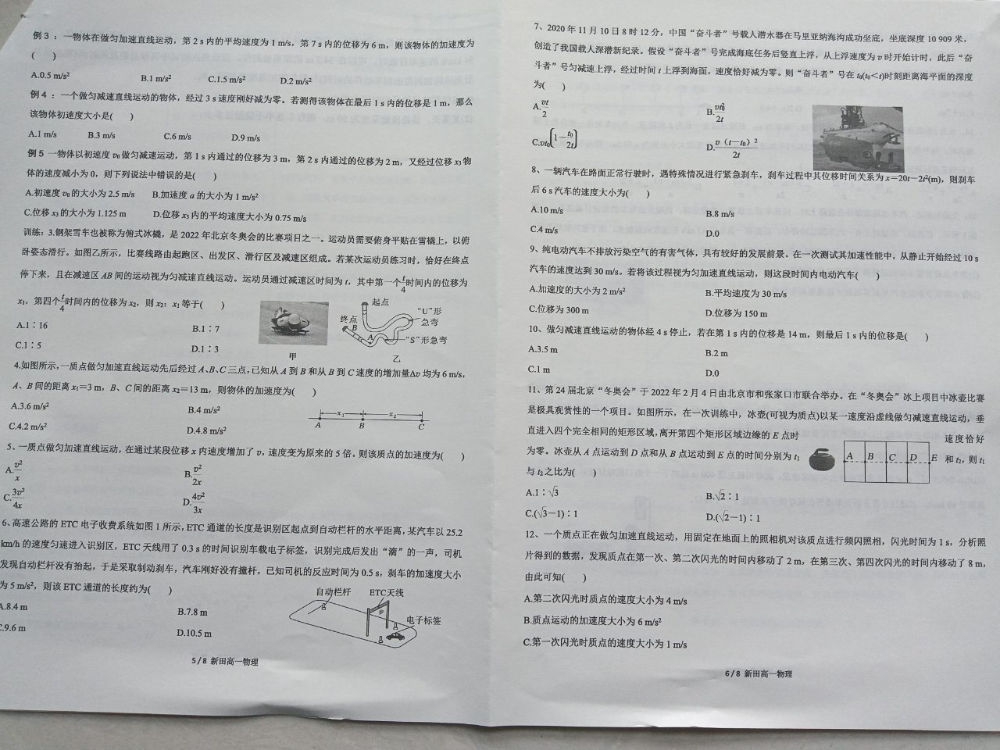 例3 ：一物体在做匀加速直线运动，第 2 s 内的平均速度为 1 m/s，第 7 s 内的位移为 6 m，则该物体的加速度为
(　　)
A.0.5 m/s²　B.1 m/s²　C.1.5 m/s²　D.2 m/s²
例4 ：一个做匀减速直线运动的物体，经过 3 s 速度刚好减为零。若测得该物体在最后 1 s 内的位移是 1 m，那么
该物体初速度大小是(　　)
A.1 m/s　B.3 m/s　C.6 m/s　D.9 m/s
例5 一物体以初速度 v₀ 做匀减速运动，第 1 s 内通过的位移为 3 m，第 2 s 内通过的位移为 2 m，又经过位移 x₃ 物
体的速度减小为 0，则下列说法中错误的是(　　)
A.初速度 v₀ 的大小为 2.5 m/s　B.加速度 a 的大小为 1 m/s²
C.位移 x₃ 的大小为 1.125 m　D.位移 x₃ 内的平均速度大小为 0.75 m/s
训练：3.钢架雪车也被称为俯式冰橇，是 2022 年北京冬奥会的比赛项目之一。运动员需要俯身平贴在雪橇上，以俯
卧姿态滑行。如图乙所示，比赛线路由起跑区、出发区、滑行区及减速区组成。若某次运动员练习时，恰好在终点
停下来，且在减速区 AB 间的运动视为匀减速直线运动。运动员通过减速区时间为 t，其中第一个 t/4 时间内的位移为
x₁，第四个 t/4 时间内的位移为 x₂，则 x₂：x₁ 等于(　　)
A.1∶16　B.1∶7
C.1∶5　D.1∶3
起点
“U”形
急弯
终点
B
A
“S”形急弯
甲　乙
4.如图所示，一质点做匀加速直线运动先后经过 A、B、C 三点，已知从 A 到 B 和从 B 到 C 速度的增加量Δv 均为 6 m/s，
A、B 间的距离 x₁=3 m，B、C 间的距离 x₂=13 m，则物体的加速度为(　　)
A.3.6 m/s²　B.4 m/s²
C.4.2 m/s²　D.4.8 m/s²
x₁　x₂
A　B　C
5、一质点做匀加速直线运动，在通过某段位移 x 内速度增加了 v，速度变为原来的 5 倍。则该质点的加速度为(　　)
A.v²/x　B.v²/2x
C.3v²/4x　D.4v²/3x
6、高速公路的 ETC 电子收费系统如图 1 所示，ETC 通道的长度是识别区起点到自动栏杆的水平距离，某汽车以 25.2
km/h 的速度匀速进入识别区，ETC 天线用了 0.3 s 的时间识别车载电子标签，识别完成后发出“滴”的一声，司机
发现自动栏杆没有抬起，于是采取制动刹车，汽车刚好没有撞杆，已知司机的反应时间为 0.5 s，刹车的加速度大小
为 5 m/s²，则该 ETC 通道的长度约为(　　)
A.8.4 m　B.7.8 m
C.9.6 m　D.10.5 m
自动栏杆　ETC天线
电子标签
5 / 8 新田高一物理
7、2020 年 11 月 10 日 8 时 12 分，中国“奋斗者”号载人潜水器在马里亚纳海沟成功坐底，坐底深度 10 909 米，
创造了我国载人深潜新纪录。假设“奋斗者”号完成海底任务后竖直上浮，从上浮速度为 v 时开始计时，此后“奋
斗者”号匀减速上浮，经过时间 t 上浮到海面，速度恰好减为零。则“奋斗者”号在 t₀(t₀＜t)时刻距离海平面的深度
为(　　)
A.vt/2　B.vt₀²/2t
C.vt₀(1－t₀/2t)　D.v（t－t₀）²/2t
8、一辆汽车在路面正常行驶时，遇特殊情况进行紧急刹车，刹车过程中其位移时间关系为 x=20t－2t²(m)，则刹车
后 6 s 汽车的速度大小为(　　)
A.10 m/s　B.8 m/s
C.4 m/s　D.0
9、纯电动汽车不排放污染空气的有害气体，具有较好的发展前景。在一次测试其加速性能中，从静止开始经过 10 s
汽车的速度达到 30 m/s。若将该过程视为匀加速直线运动，则这段时间内电动汽车(　　)
A.加速度的大小为 2 m/s²　B.平均速度为 30 m/s
C.位移为 300 m　D.位移为 150 m
10、做匀减速直线运动的物体经 4 s 停止，若在第 1 s 内的位移是 14 m，则最后 1 s 内的位移是(　　)
A.3.5 m　B.2 m
C.1 m　D.0
11、第 24 届北京“冬奥会”于 2022 年 2 月 4 日由北京市和张家口市联合举办。在“冬奥会”冰上项目中冰壶比赛
是极具观赏性的一个项目。如图所示，在一次训练中，冰壶(可视为质点)以某一速度沿虚线做匀减速直线运动，垂
直进入四个完全相同的矩形区域，离开第四个矩形区域边缘的 E 点时　速度恰好
为零。冰壶从 A 点运动到 D 点和从 B 点运动到 E 点的时间分别为 t₁　和 t₂，则 t₁
与 t₂ 之比为(　　)
A　B　C　D　E
A.1∶√3　B.√2∶1
C.(√3－1)∶1　D.(√2－1)∶1
12、一个质点正在做匀加速直线运动，用固定在地面上的照相机对该质点进行频闪照相，闪光时间为 1 s，分析照
片得到的数据，发现质点在第一次、第二次闪光的时间内移动了 2 m，在第三次、第四次闪光的时间内移动了 8 m，
由此可知(　　)
A.第二次闪光时质点的速度大小为 4 m/s
B.质点运动的加速度大小为 6 m/s²
C.第一次闪光时质点的速度大小为 1 m/s
6 / 8 新田高一物理